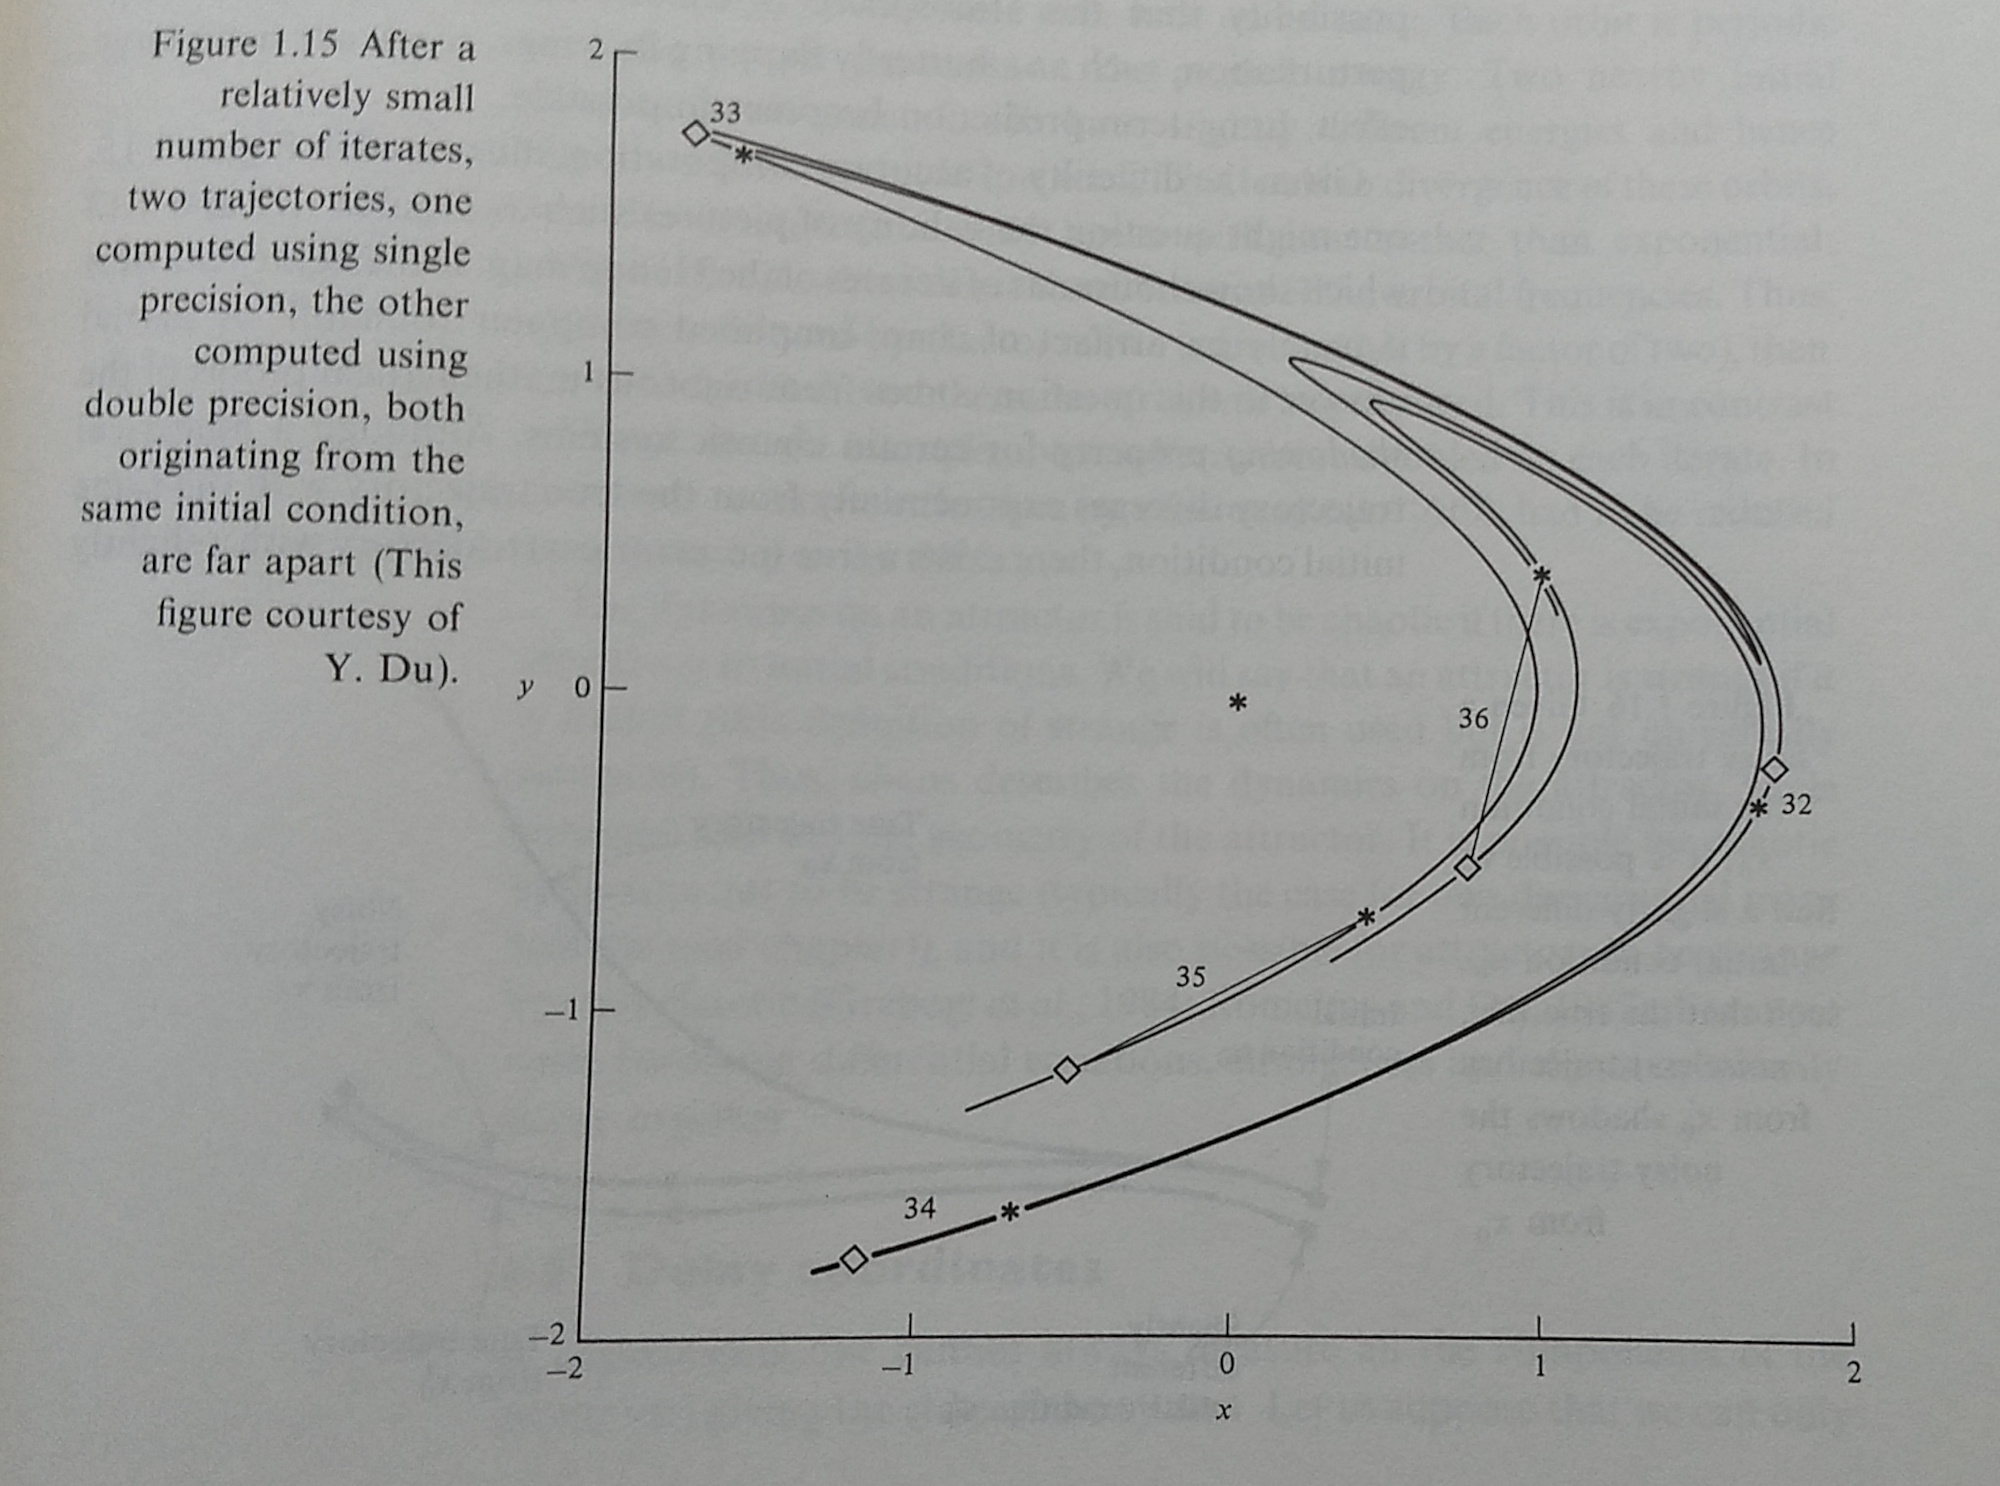 Figure 1.15 After a
relatively small
number of iterates,
two trajectories, one
computed using single
precision, the other
computed using
double precision, both
originating from the
same initial condition,
are far apart (This
figure courtesy of
Y. Du).
2
33
1
y 0
36
32
35
−1
34
−2
−2 −1 0 1 2
x